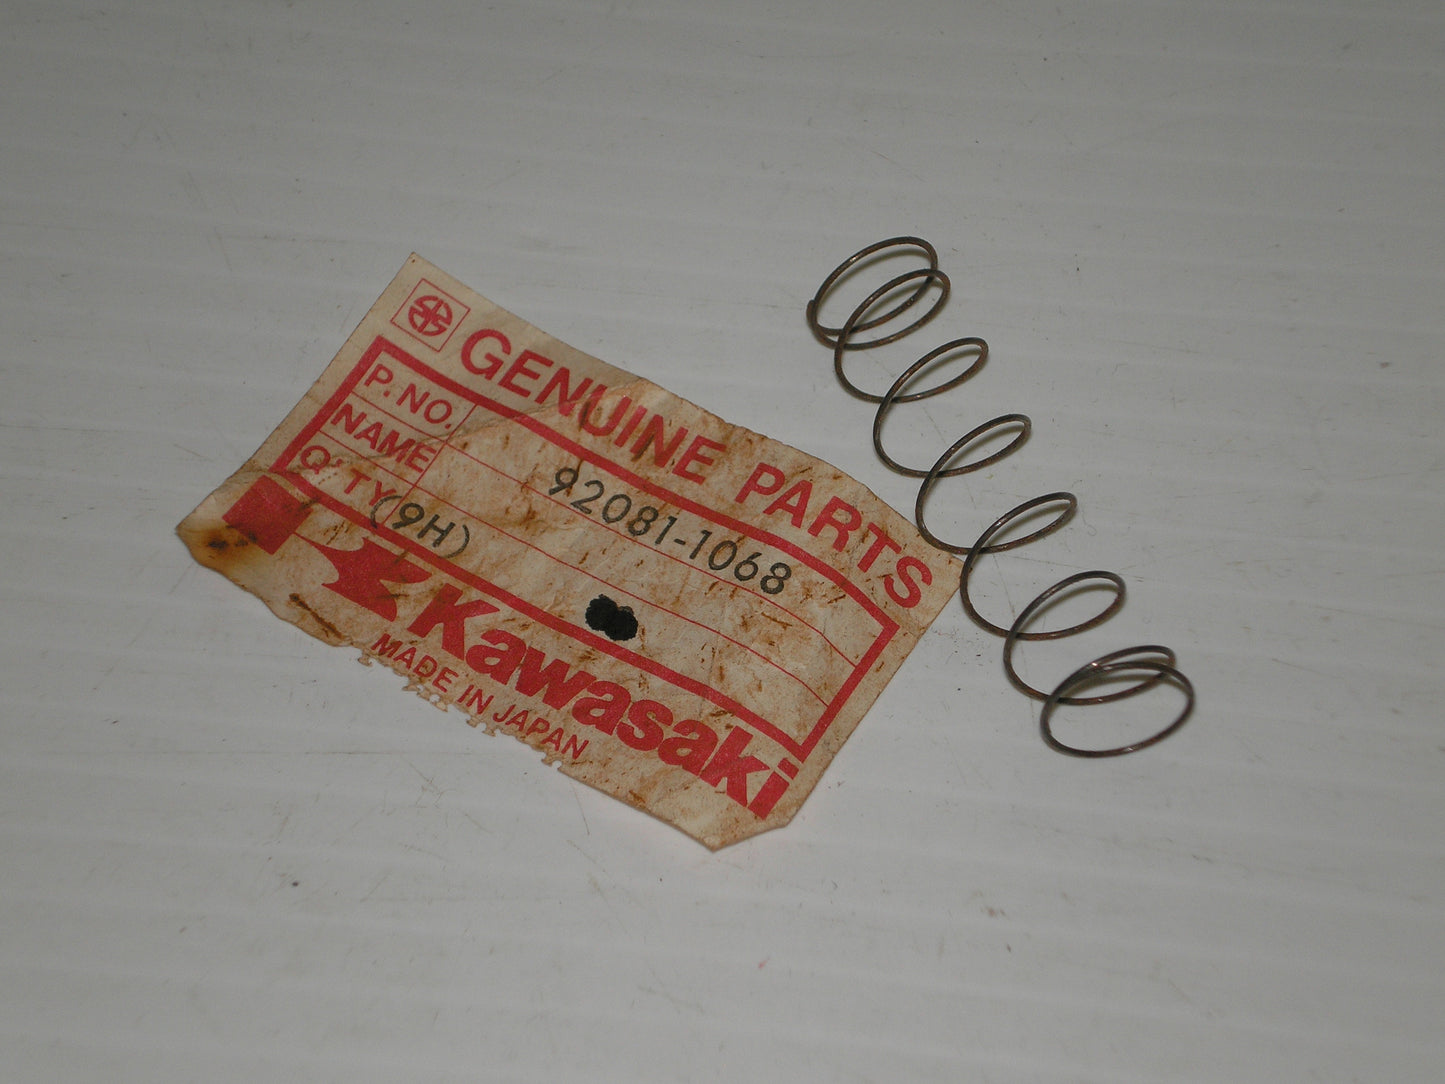 GENUINE PARTS
P. NO.
92081-1068
NAME
Q'TY
(9H)
Kawasaki
MADE IN JAPAN